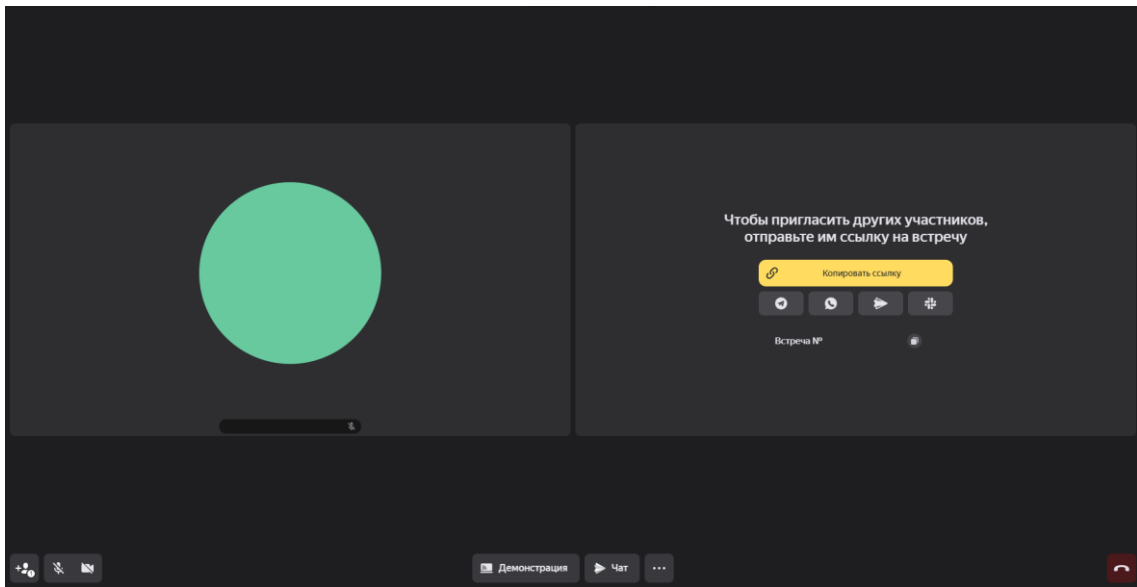 Чтобы пригласить других участников,
отправьте им ссылку на встречу
Копировать ссылку
Встреча №
Демонстрация
Чат